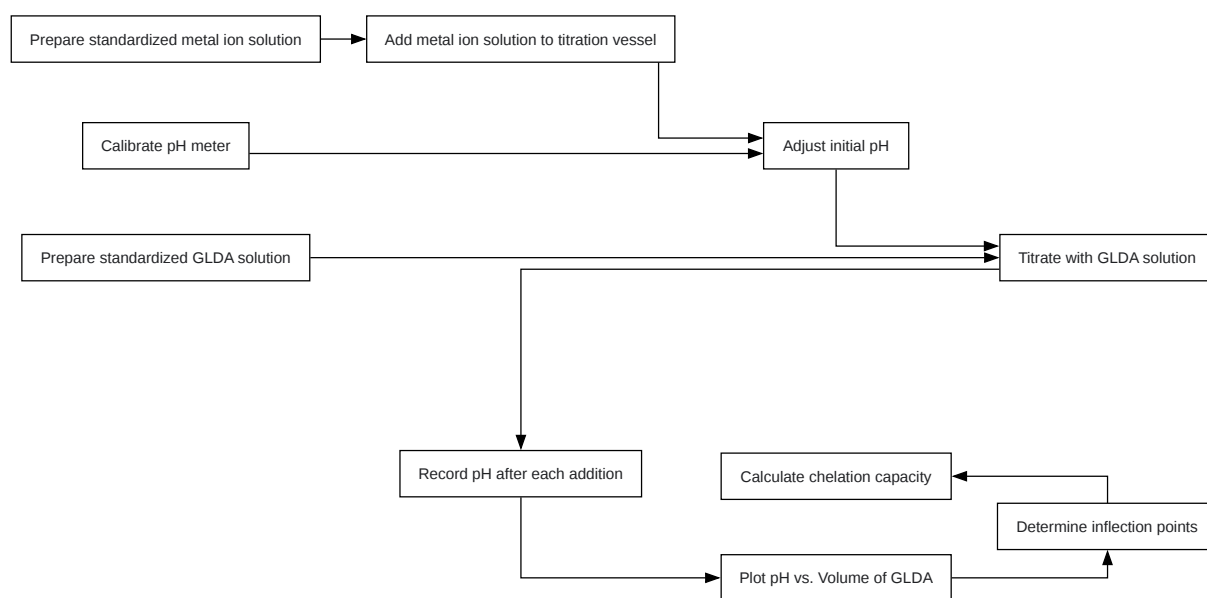 Prepare standardized metal ion solution
Add metal ion solution to titration vessel
Calibrate pH meter
Adjust initial pH
Prepare standardized GLDA solution
Titrate with GLDA solution
Record pH after each addition
Calculate chelation capacity
Determine inflection points
Plot pH vs. Volume of GLDA